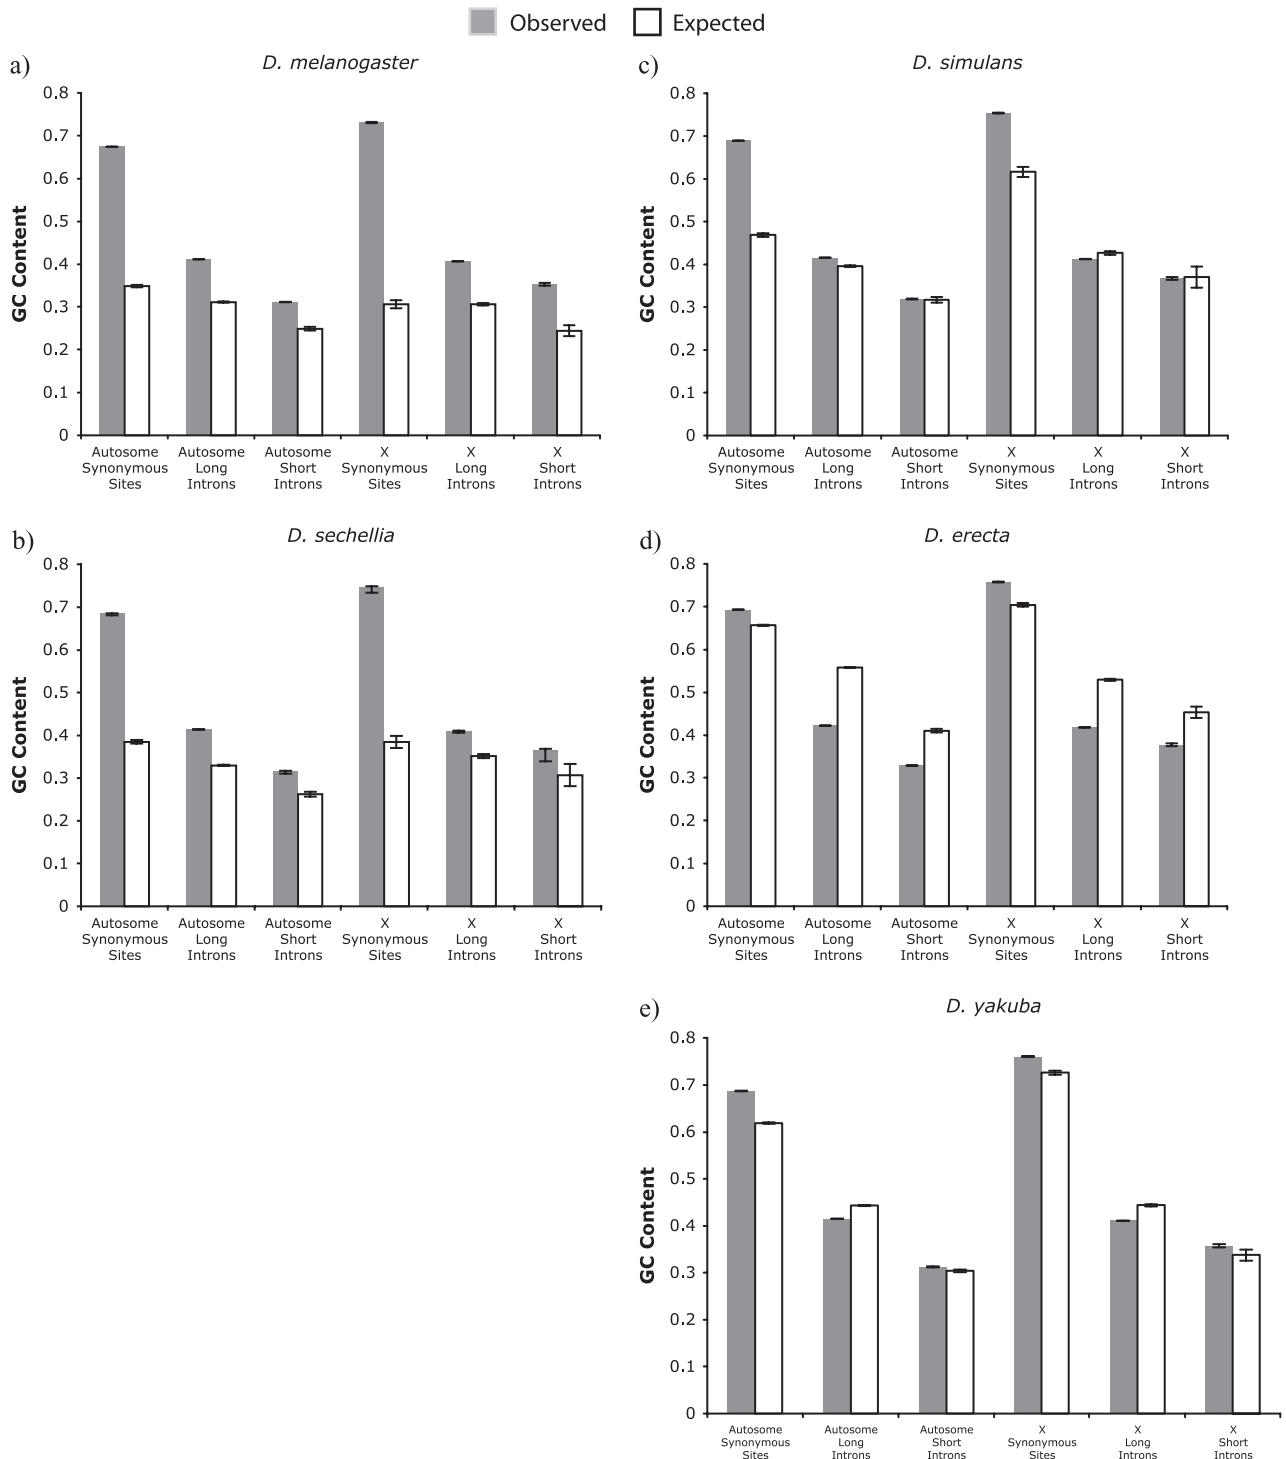 Observed Expected
a) D. melanogaster
GC Content
0.8
0.7
0.6
0.5
0.4
0.3
0.2
0.1
0
Autosome Autosome Autosome X X X
Synonymous Long Short Synonymous Long Short
Sites Introns Introns Sites Introns Introns
b) D. sechellia
GC Content
0.8
0.7
0.6
0.5
0.4
0.3
0.2
0.1
0
Autosome Autosome Autosome X X X
Synonymous Long Short Synonymous Long Short
Sites Introns Introns Sites Introns Introns
c) D. simulans
GC Content
0.8
0.7
0.6
0.5
0.4
0.3
0.2
0.1
0
Autosome Autosome Autosome X X X
Synonymous Long Short Synonymous Long Short
Sites Introns Introns Sites Introns Introns
d) D. erecta
GC Content
0.8
0.7
0.6
0.5
0.4
0.3
0.2
0.1
0
Autosome Autosome Autosome X X X
Synonymous Long Short Synonymous Long Short
Sites Introns Introns Sites Introns Introns
e) D. yakuba
GC Content
0.8
0.7
0.6
0.5
0.4
0.3
0.2
0.1
0
Autosome Autosome Autosome X X X
Synonymous Long Short Synonymous Long Short
Sites Introns Introns Sites Introns Introns